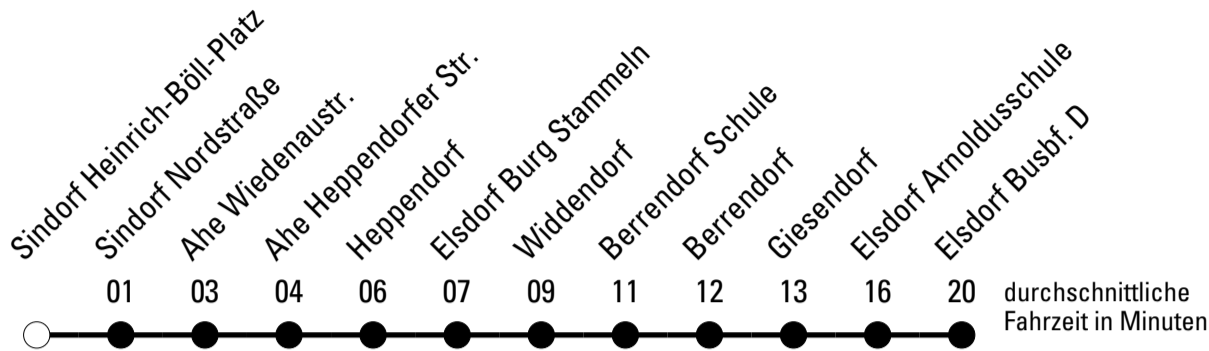 Sindorf Heinrich-Böll-Platz
Sindorf Nordstraße
Ahe Wiedenaustr.
Ahe Heppendorfer Str.
Heppendorf
Elsdorf Burg Stammeln
Widdendorf
Berrendorf Schule
Berrendorf
Giesendorf
Elsdorf Arnoldusschule
Elsdorf Busbf. D
01 03 04 06 07 09 11 12 13 16 20
durchschnittliche
Fahrzeit in Minuten